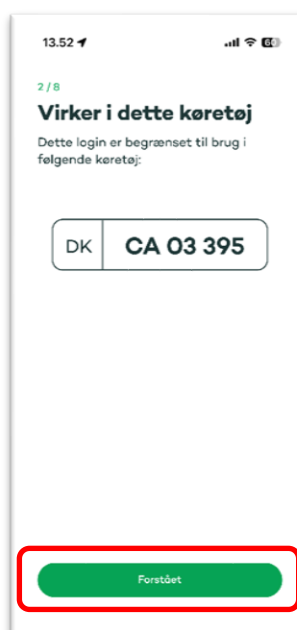 13.52
60
2/8
Virker i dette køretøj
Dette login er begrænset til brug i
følgende køretøj:
DK CA 03 395
Forstået